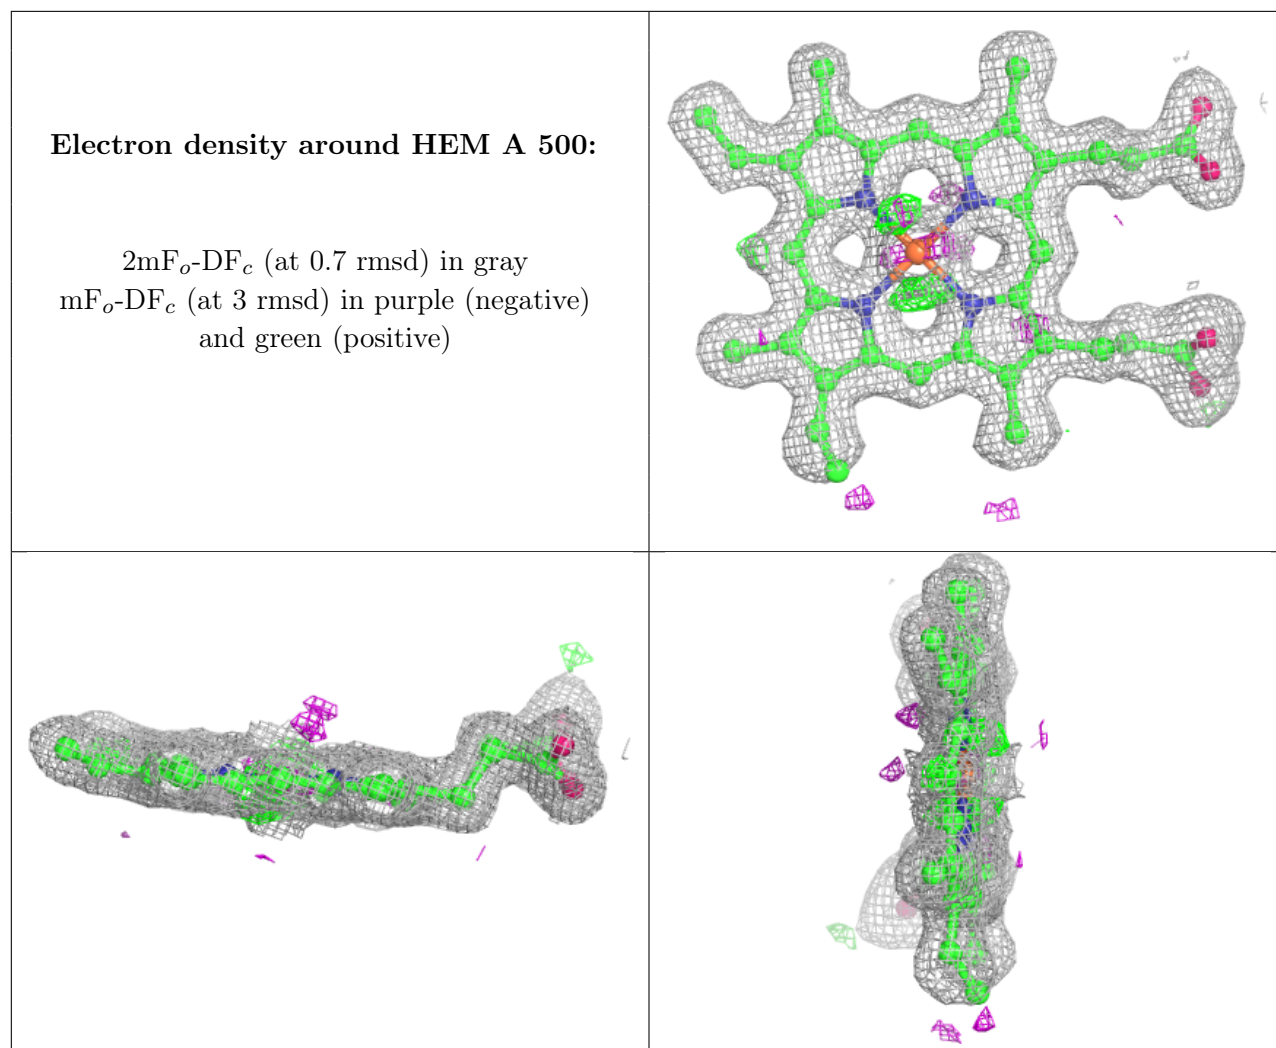 Electron density around HEM A 500:
2mFo-DFc (at 0.7 rmsd) in gray
mFo-DFc (at 3 rmsd) in purple (negative)
and green (positive)